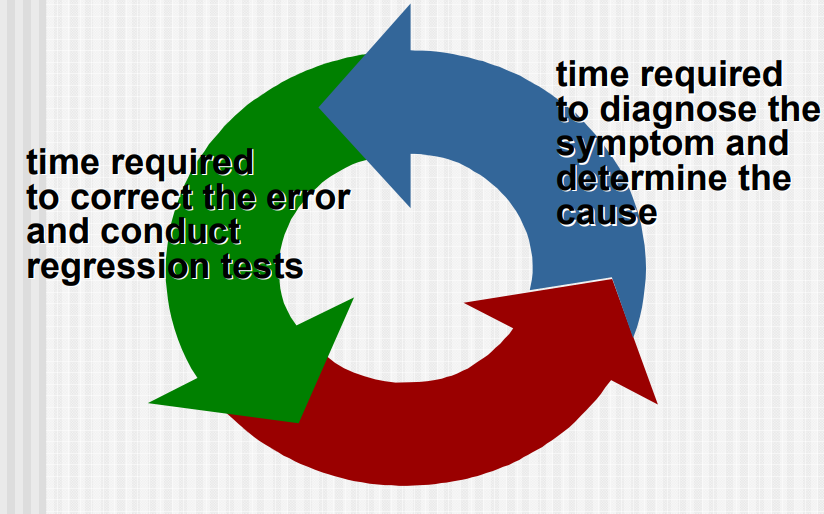 time required
to diagnose the
symptom and
determine the
cause
time required
to correct the error
and conduct
regression tests